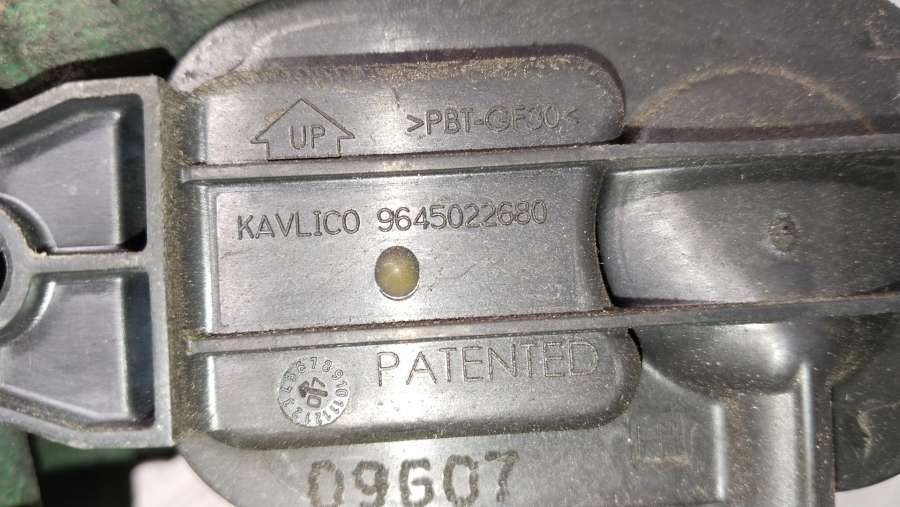 UP
>PBT-GF30<
KAVLICO 9645022680
PATENTED
09607